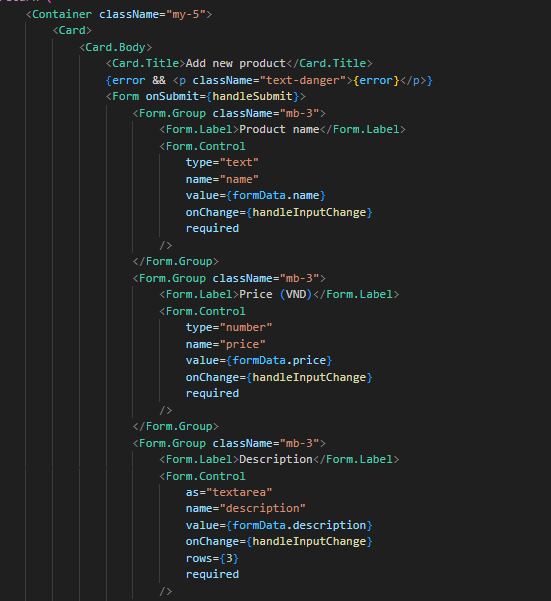 <Container className="my-5">
<Card>
<Card.Body>
<Card.Title>Add new product</Card.Title>
{error && <p className="text-danger">{error}</p>}
<Form onSubmit={handleSubmit}>
<Form.Group className="mb-3">
<Form.Label>Product name</Form.Label>
<Form.Control
type="text"
name="name"
value={formData.name}
onChange={handleInputChange}
required
/>
</Form.Group>
<Form.Group className="mb-3">
<Form.Label>Price (VND)</Form.Label>
<Form.Control
type="number"
name="price"
value={formData.price}
onChange={handleInputChange}
required
/>
</Form.Group>
<Form.Group className="mb-3">
<Form.Label>Description</Form.Label>
<Form.Control
as="textarea"
name="description"
value={formData.description}
onChange={handleInputChange}
rows={3}
required
/>